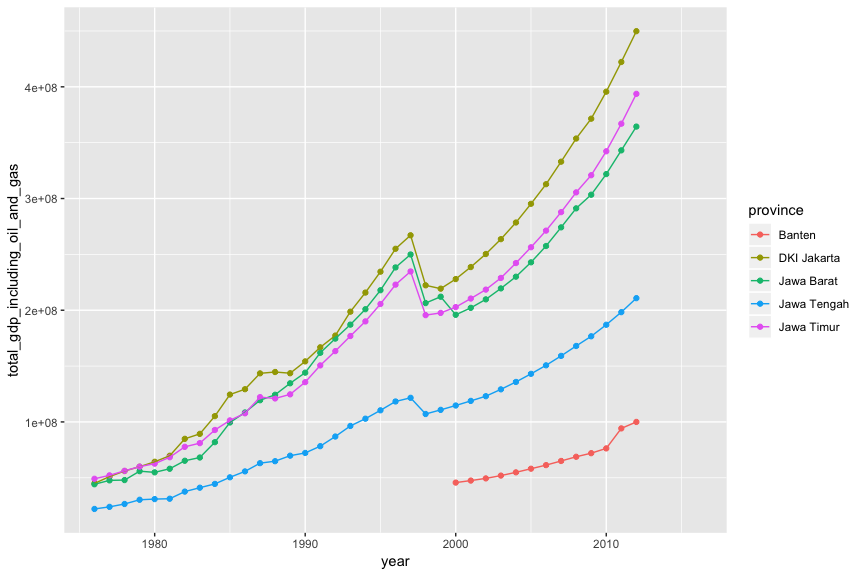 total_gdp_including_oil_and_gas
4e+08
3e+08
2e+08
1e+08
1980
1990
2000
2010
year
province
Banten
DKI Jakarta
Jawa Barat
Jawa Tengah
Jawa Timur